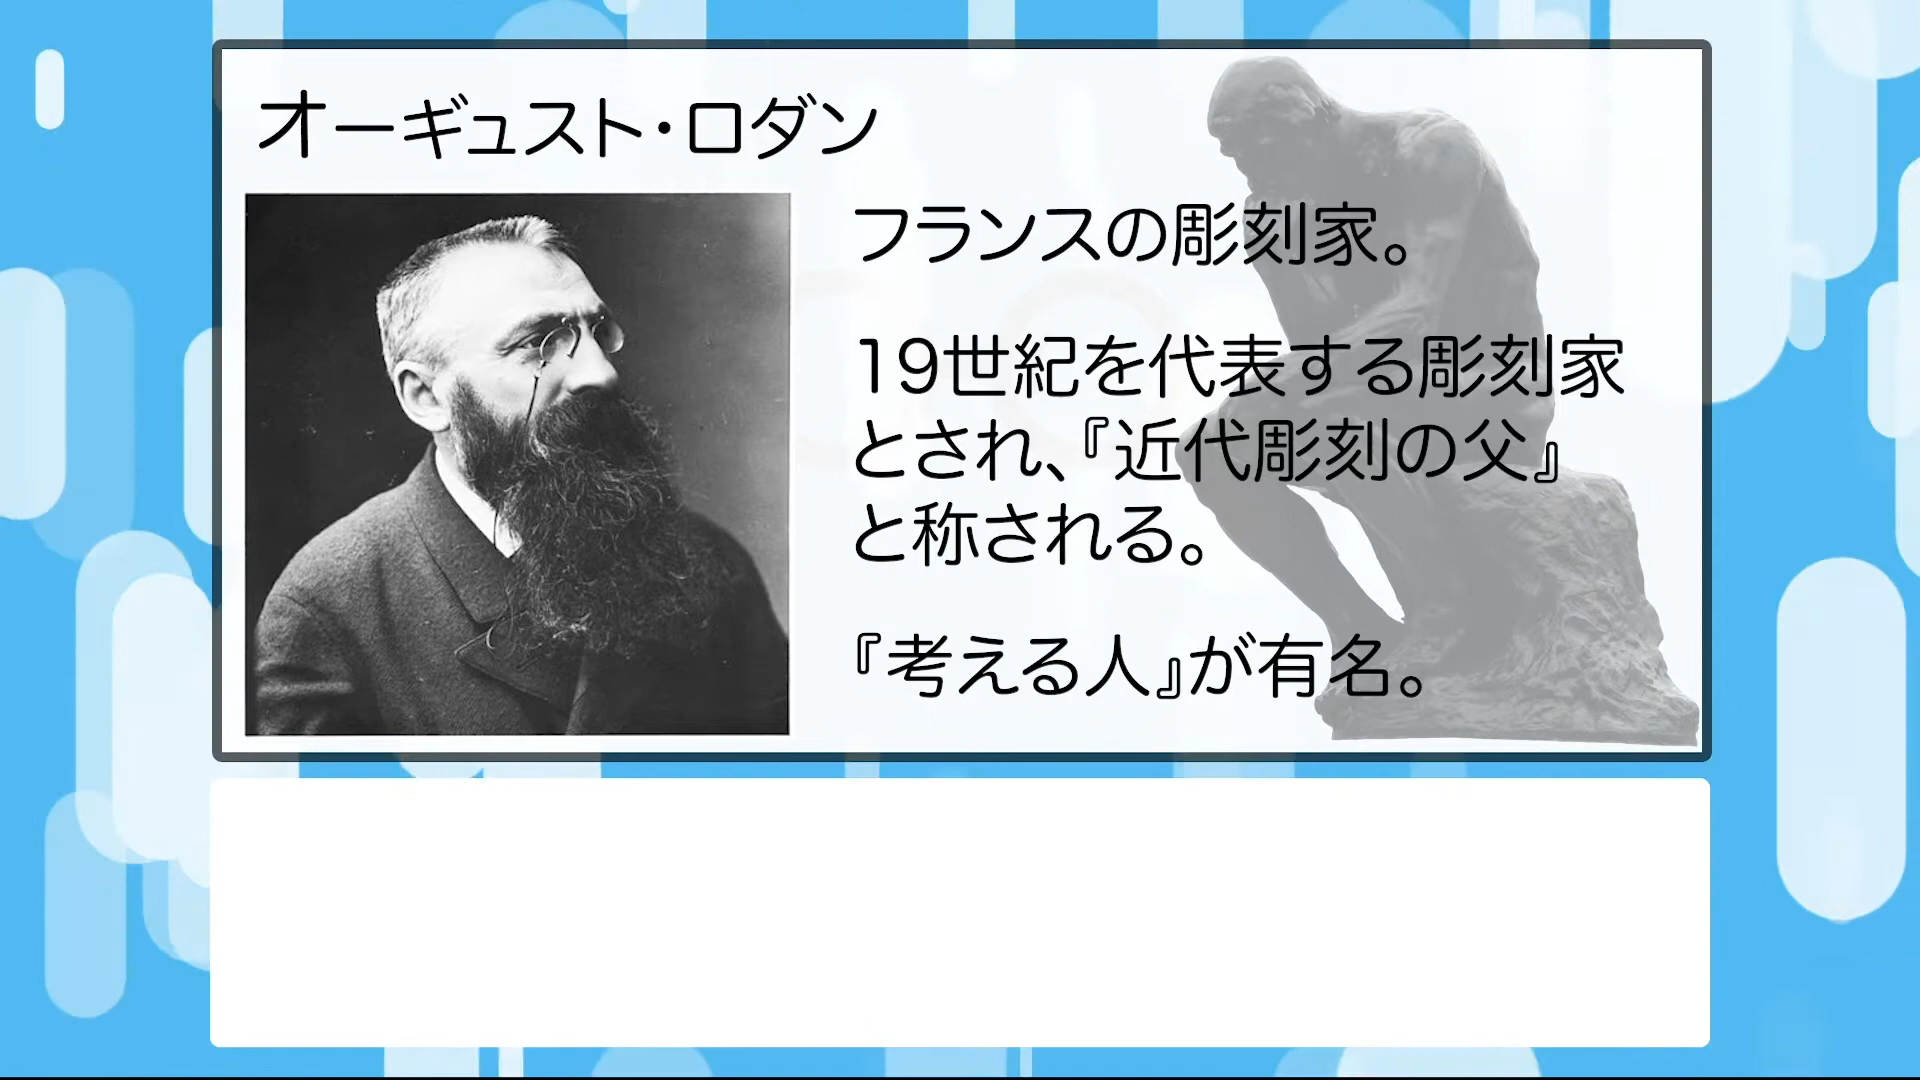 オーギュスト・ロダン
フランスの彫刻家。
19世紀を代表する彫刻家
とされ、『近代彫刻の父』
と称される。
『考える人』が有名。